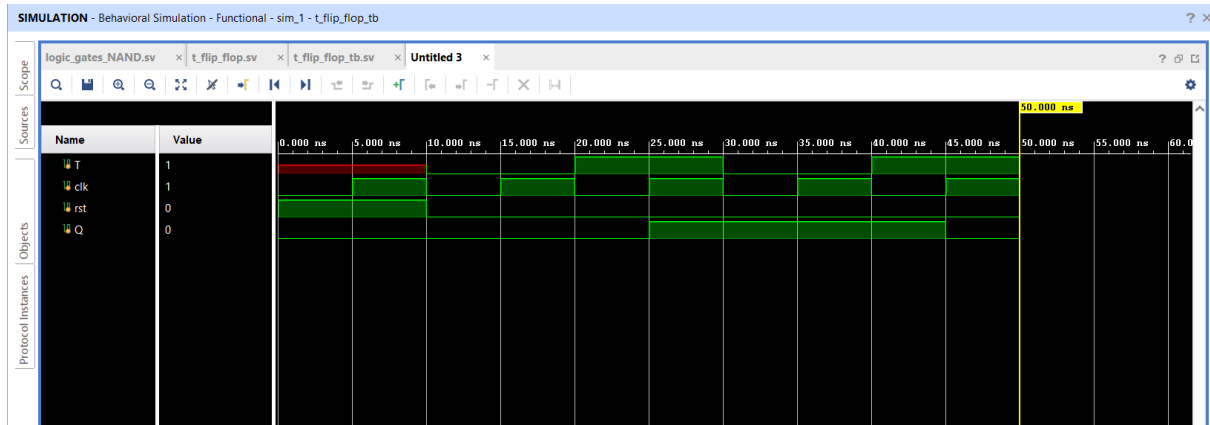 SIMULATION - Behavioral Simulation - Functional - sim_1 - t_flip_flop_tb ? ×
Scope
Sources
Objects
Protocol Instances
logic_gates_NAND.sv × t_flip_flop.sv × t_flip_flop_tb.sv × Untitled 3 × ?
50.000 ns
Name Value
0.000 ns 5.000 ns 10.000 ns 15.000 ns 20.000 ns 25.000 ns 30.000 ns 35.000 ns 40.000 ns 45.000 ns 50.000 ns 55.000 ns 60.0
T 1
clk 1
rst 0
Q 0